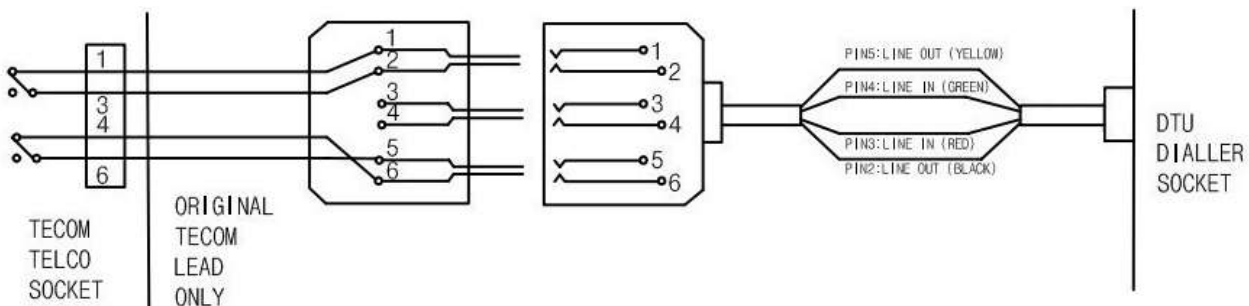 1
3
4
6
TECOM
TELCO
SOCKET
ORIGINAL
TECOM
LEAD
ONLY
1
2
3
4
5
6
1
2
3
4
5
6
PIN5:LINE OUT (YELLOW)
PIN4:LINE IN (GREEN)
PIN3:LINE IN (RED)
PIN2:LINE OUT (BLACK)
DTU
DIALLER
SOCKET